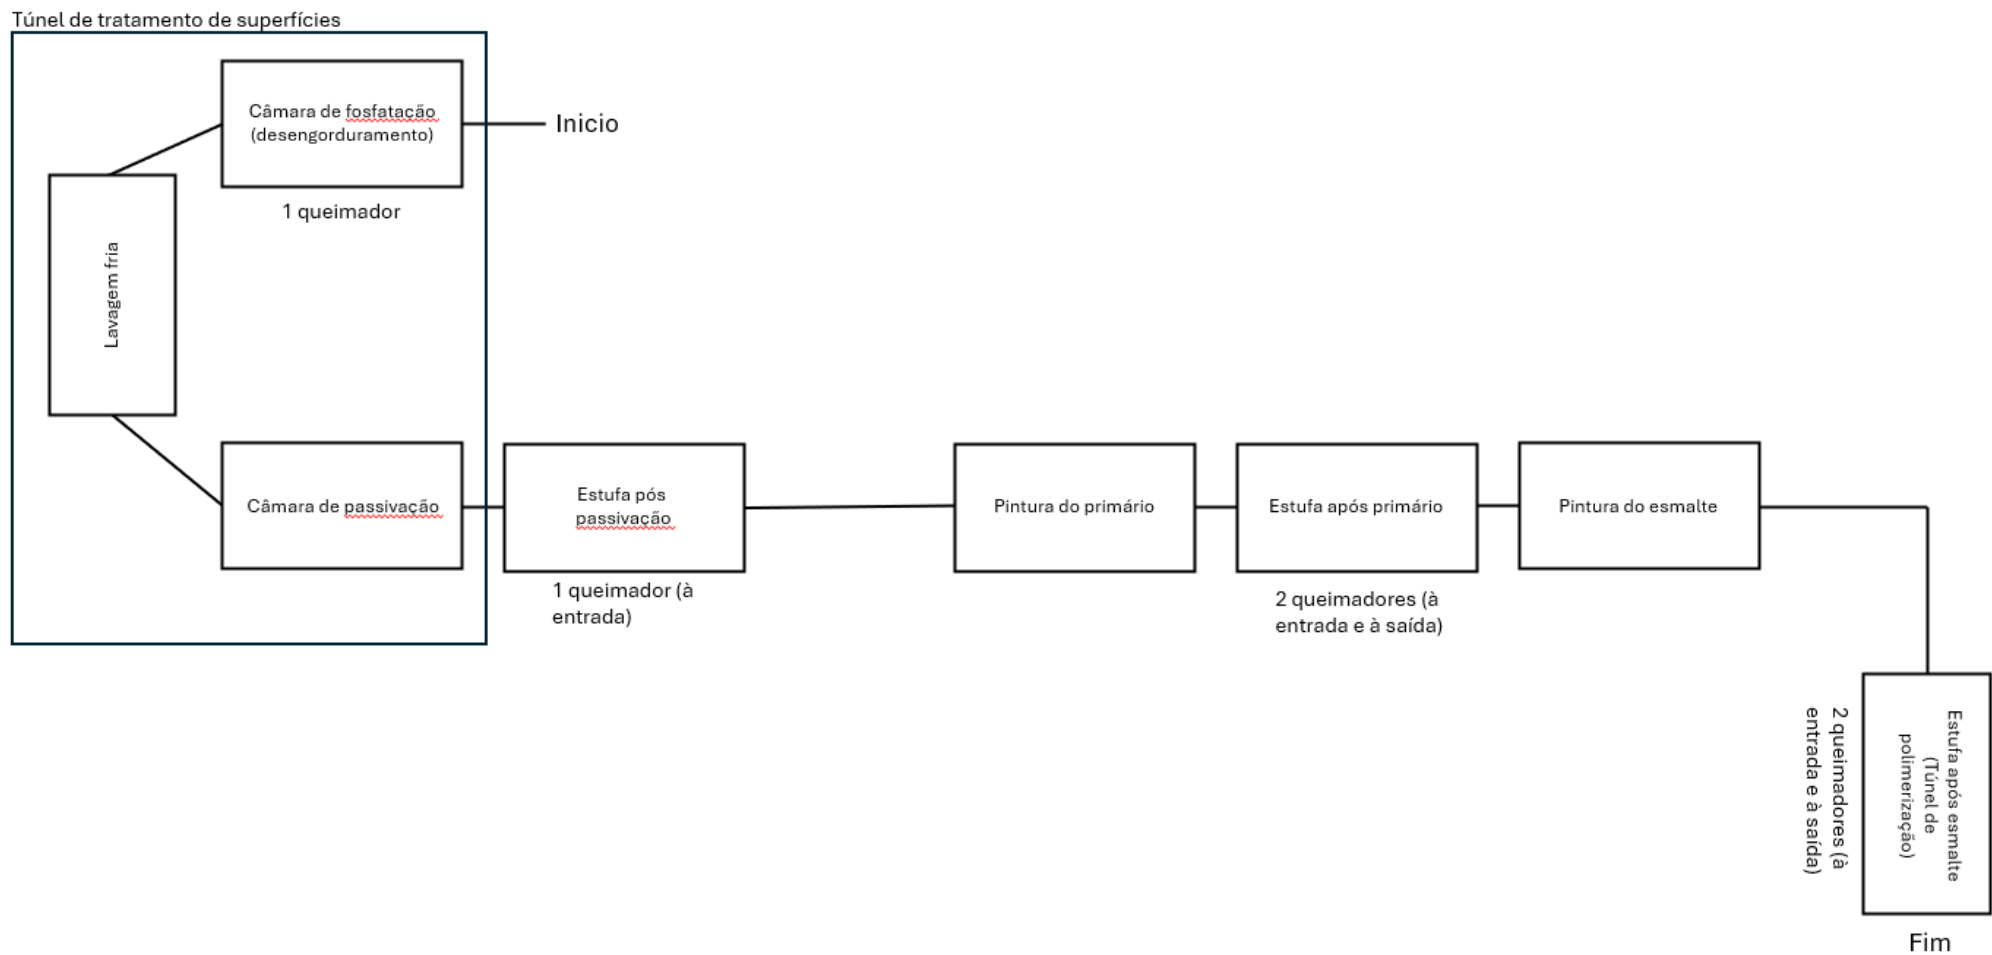 Túnel de tratamento de superfícies
Câmara de fosfatação
(desengorduramento)
Inicio
1 queimador
Lavagem fria
Câmara de passivação
Estufa pós
passivação
1 queimador (à
entrada)
Pintura do primário
Estufa após primário
2 queimadores (à
entrada e à saída)
Pintura do esmalte
Estufa após esmalte
(Túnel de
polimerização)
2 queimadores (à
entrada e à saída)
Fim